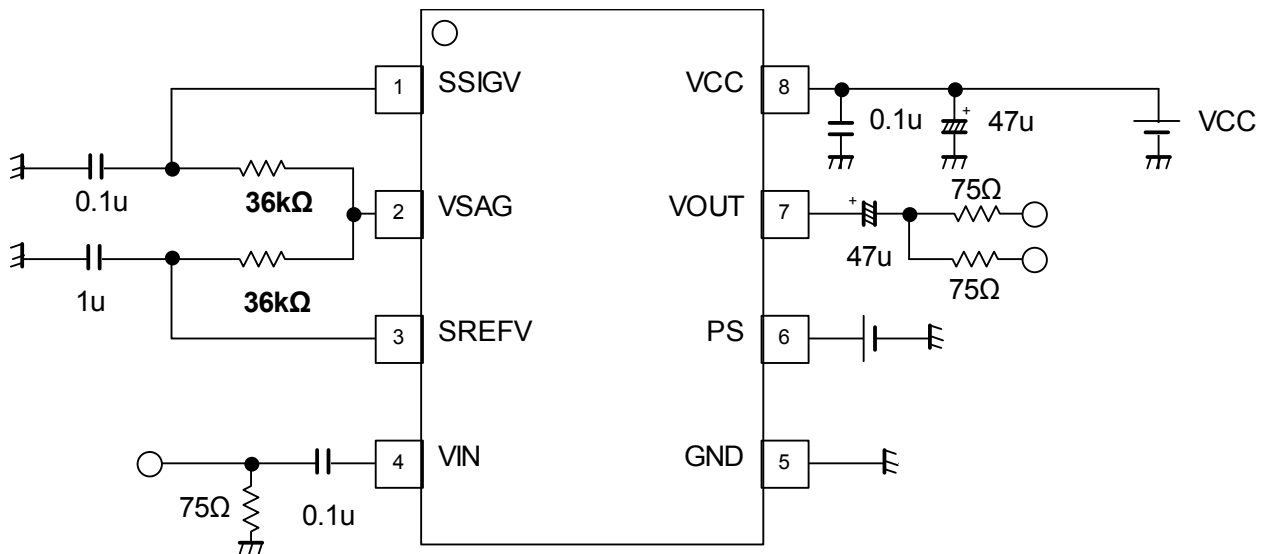 1 SSIGV
VCC 8
0.1u
47u
VCC
0.1u
36kΩ
2 VSAG
VOUT 7
75Ω
47u
75Ω
1u
36kΩ
3 SREFV
PS 6
4 VIN
GND 5
75Ω
0.1u